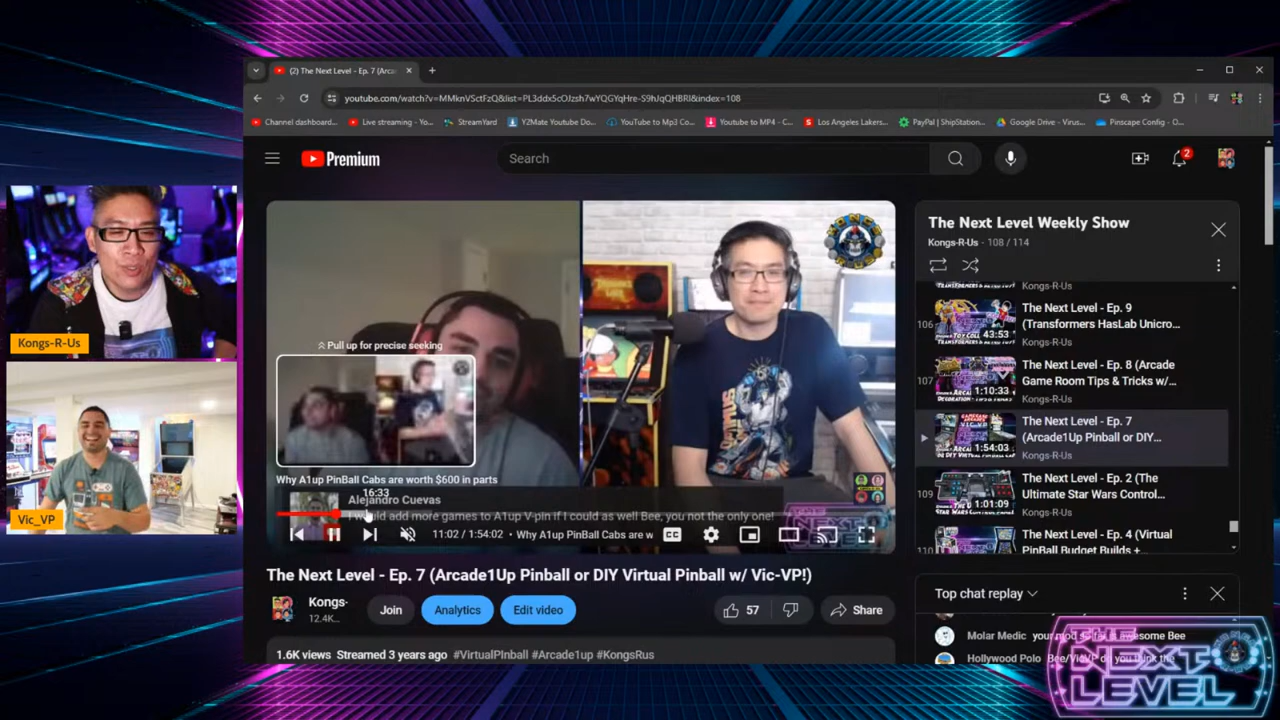 (2) The Next Level - Ep. 7 (Arca
youtube.com/watch?v=MMknVSctFzQ&list=PL3ddx5cOJzsh7wYQGYqHre-S9hJqQHBRI&index=108
Channel dashboard...
Live streaming - Yo...
StreamYard
Y2Mate Youtube Do...
YouTube to Mp3 Co...
Youtube to MP4 - C...
Los Angeles Lakers...
PayPal | ShipStation...
Google Drive - Virus...
Pinscape Config - O...
Premium
Search
2
The Next Level Weekly Show
Kongs-R-Us - 108 / 114
Kongs-R-Us
106
43:53
The Next Level - Ep. 9
(Transformers HasLab Unicro...
Kongs-R-Us
107
1:10:33
The Next Level - Ep. 8 (Arcade
Game Room Tips & Tricks w/...
Kongs-R-Us
1:54:03
The Next Level - Ep. 7
(Arcade1Up Pinball or DIY...
Kongs-R-Us
109
1:01:09
The Next Level - Ep. 2 (The
Ultimate Star Wars Control...
Kongs-R-Us
110
The Next Level - Ep. 4 (Virtual
PinBall Budget Builds +
Kongs-R-Us
Vic_VP
Pull up for precise seeking
Why A1up PinBall Cabs are worth $600 in parts
16:33
Alejandro Cuevas
I would add more games to A1up V-pin if I could as well Bee, you not the only one!
11:02 / 1:54:02 • Why A1up PinBall Cabs are w
The Next Level - Ep. 7 (Arcade1Up Pinball or DIY Virtual Pinball w/ Vic-VP!)
Kongs-
12.4K...
Join
Analytics
Edit video
57
Share
1.6K views Streamed 3 years ago #VirtualPInball #Arcade1up #KongsRus
Top chat replay
Molar Medic
Hollywood Polo Bee/VicVP do you think the
THE NEXT
LEVEL